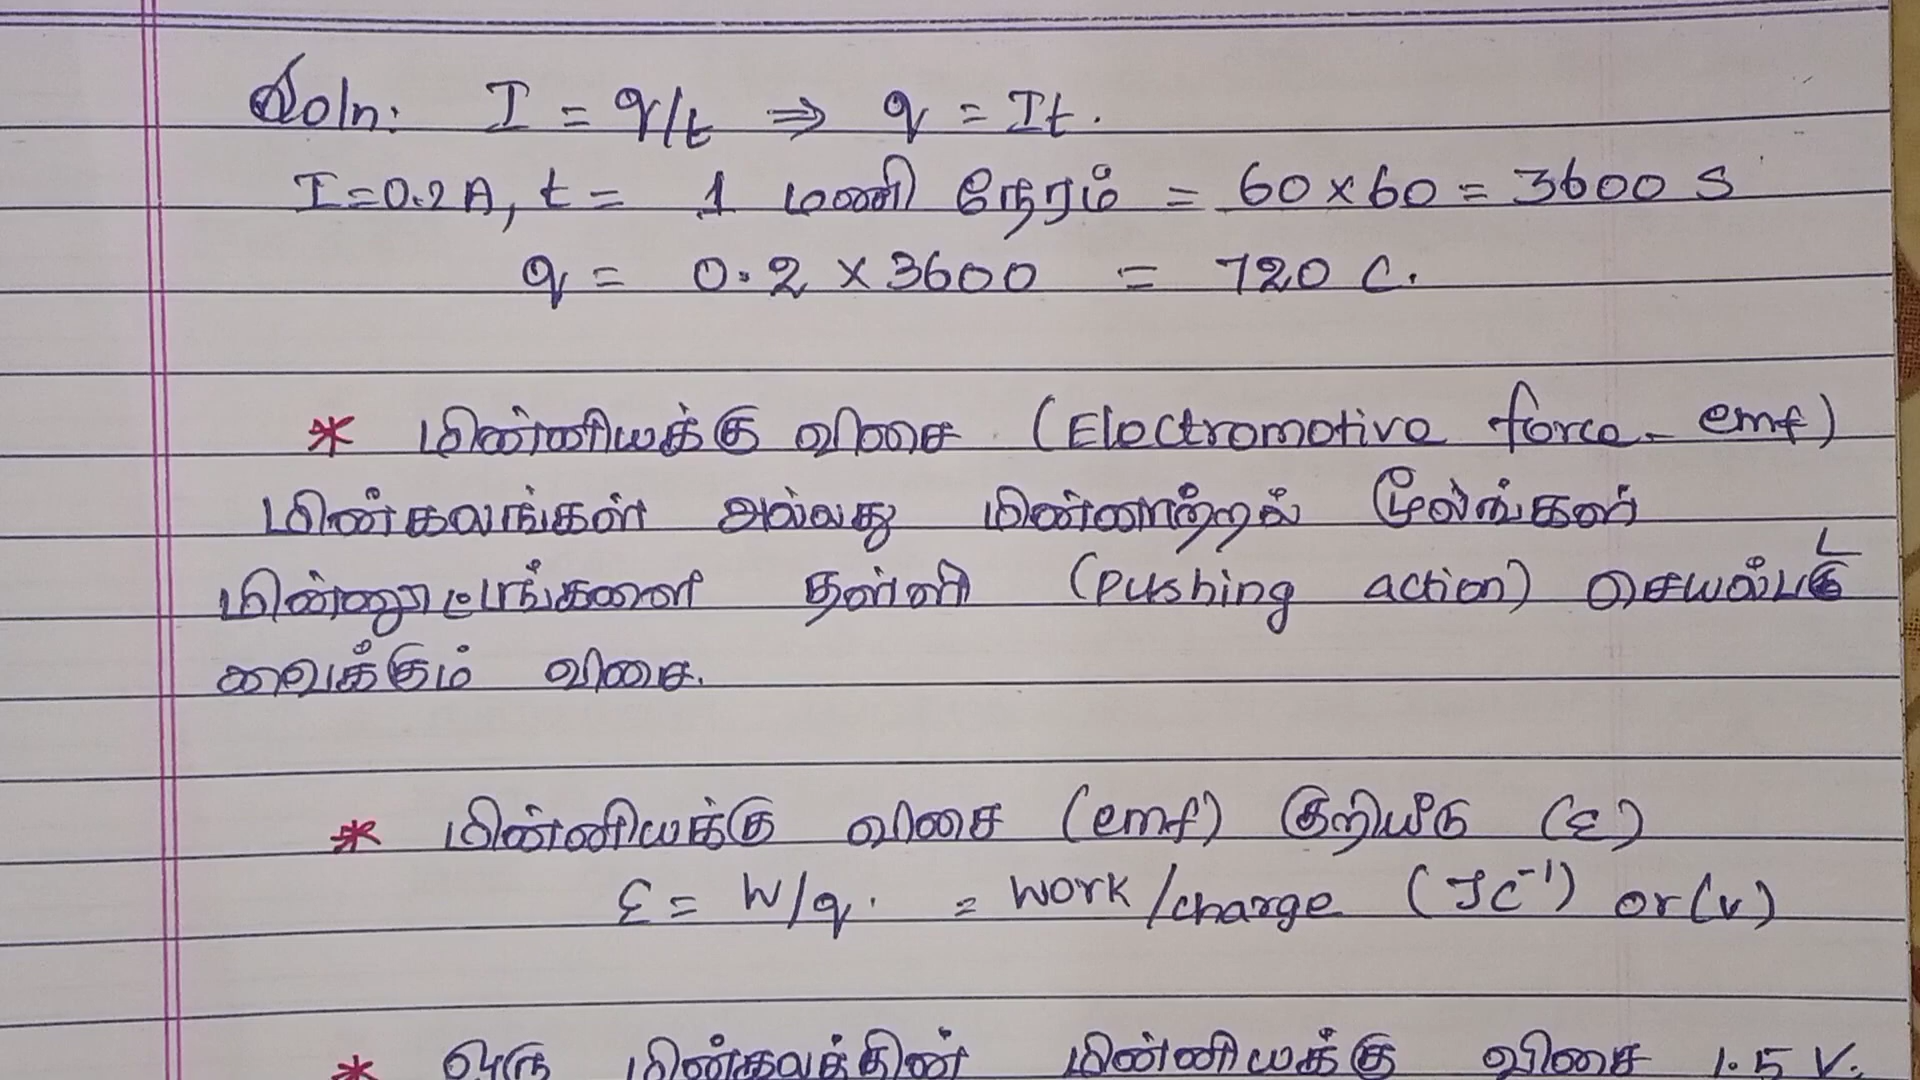 Soln: I = q/t ⇒ q = It.
I=0.2A, t = 1 மணி நேரம் = 60×60 = 3600 S
q = 0.2 × 3600 = 720 C.
* மின்னியக்கு விசை (Electromotive force - emf)
மின்கலங்கள் அல்லது மின்னாற்றல் மூலங்கள்
மின்னூட்டங்களை தள்ளி (pushing action) செயல்பட
வைக்கும் விசை.
* மின்னியக்கு விசை (emf) குறியீடு (ε)
ε = W/q. = Work/charge (JC⁻¹) or (V)
* ஒரு மின்கலத்தின் மின்னியக்கு விசை 1.5 V.